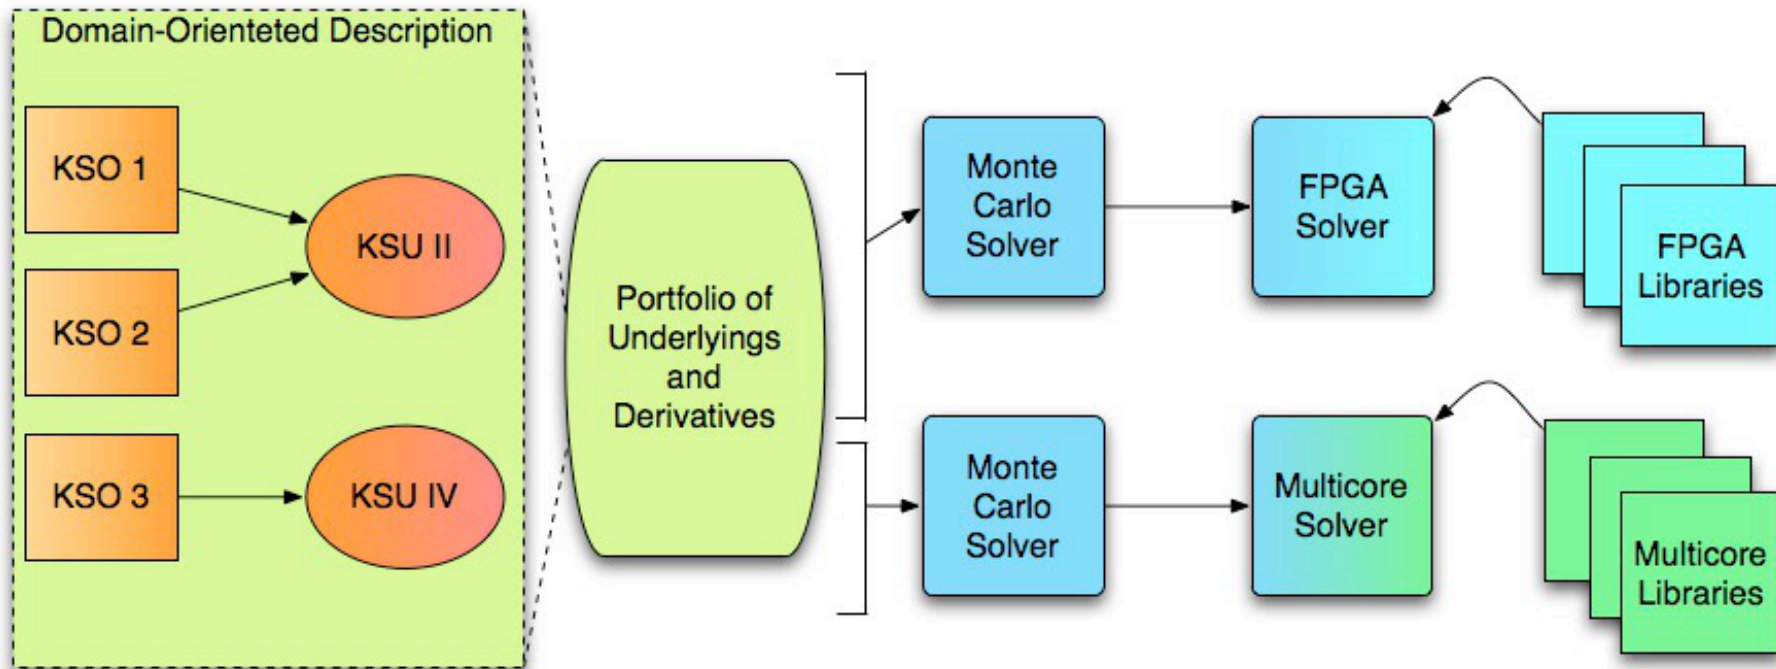 Domain-Orienteted Description
KSO 1
KSO 2
KSO 3
KSU II
KSU IV
Portfolio of
Underlyings
and
Derivatives
Monte
Carlo
Solver
FPGA
Solver
FPGA
Libraries
Monte
Carlo
Solver
Multicore
Solver
Multicore
Libraries